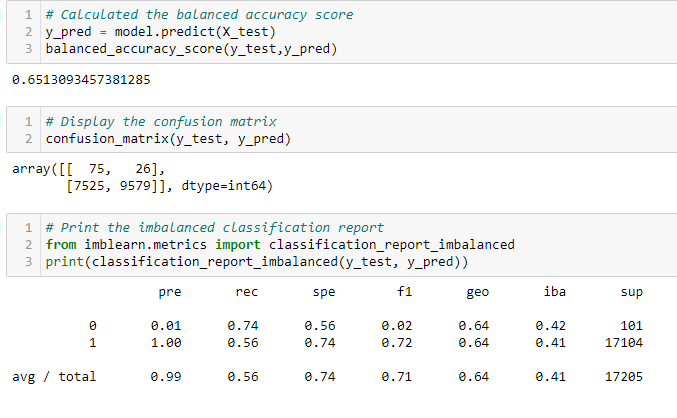 1 # Calculated the balanced accuracy score
2 y_pred = model.predict(X_test)
3 balanced_accuracy_score(y_test,y_pred)
0.6513093457381285
1 # Display the confusion matrix
2 confusion_matrix(y_test, y_pred)
array([[ 75, 26],
[7525, 9579]], dtype=int64)
1 # Print the imbalanced classification report
2 from imblearn.metrics import classification_report_imbalanced
3 print(classification_report_imbalanced(y_test, y_pred))
pre rec spe f1 geo iba sup
0 0.01 0.74 0.56 0.02 0.64 0.42 101
1 1.00 0.56 0.74 0.72 0.64 0.41 17104
avg / total 0.99 0.56 0.74 0.71 0.64 0.41 17205